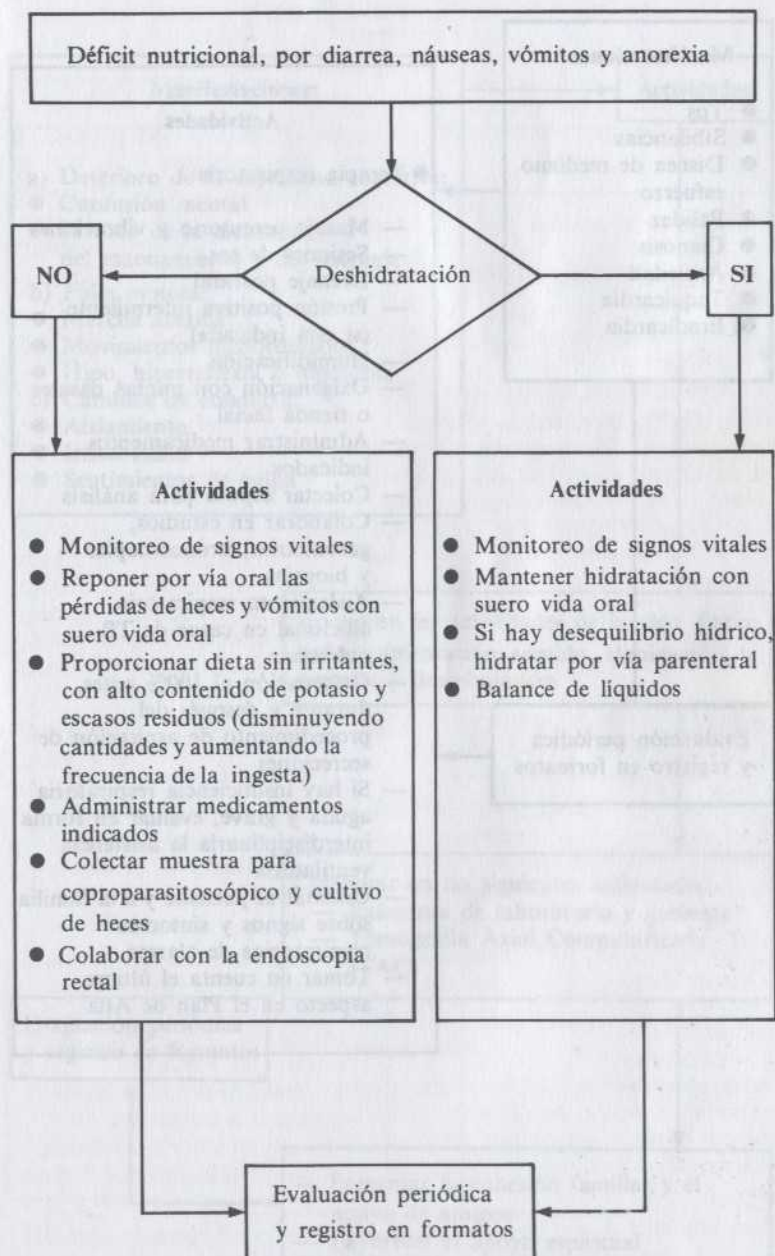 Déficit nutricional, por diarrea, náuseas, vómitos y anorexia
NO
Deshidratación
SI
Actividades
● Monitoreo de signos vitales
● Reponer por vía oral las
pérdidas de heces y vómitos con
suero vida oral
● Proporcionar dieta sin irritantes,
con alto contenido de potasio y
escasos residuos (disminuyendo
cantidades y aumentando la
frecuencia de la ingesta)
● Administrar medicamentos
indicados
● Colectar muestra para
coproparasitoscópico y cultivo
de heces
● Colaborar con la endoscopia
rectal
Actividades
● Monitoreo de signos vitales
● Mantener hidratación con
suero vida oral
● Si hay desequilibrio hídrico,
hidratar por vía parenteral
● Balance de líquidos
Evaluación periódica
y registro en formatos